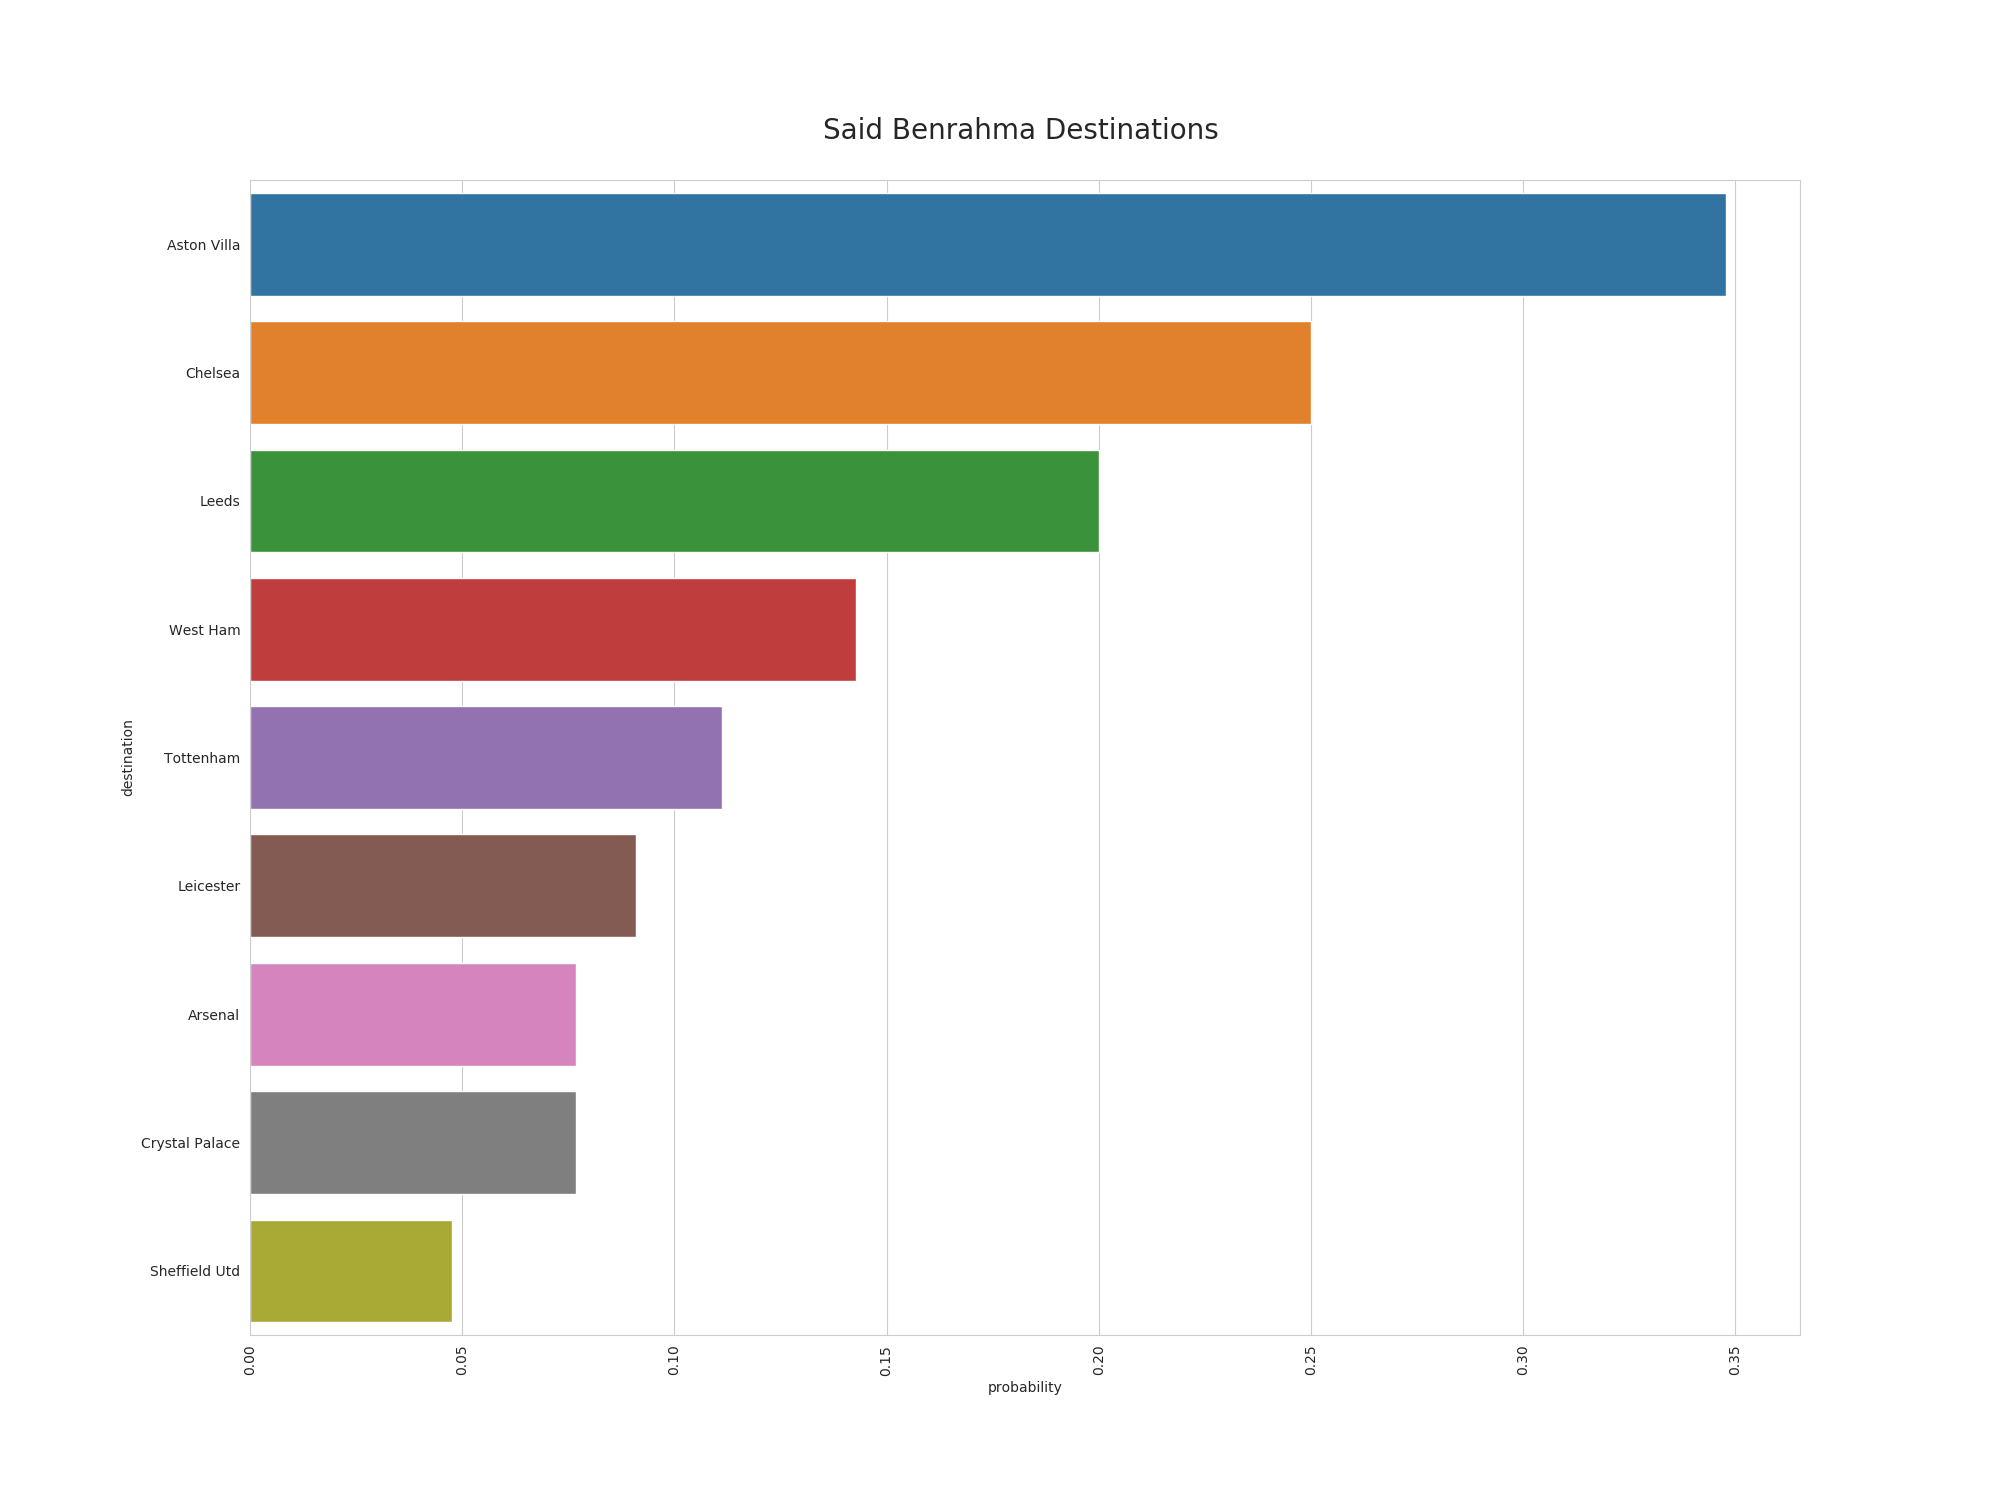 Said Benrahma Destinations
Aston Villa
Chelsea
Leeds
West Ham
Tottenham
Leicester
Arsenal
Crystal Palace
Sheffield Utd
destination
0.00
0.05
0.10
0.15
0.20
0.25
0.30
0.35
probability